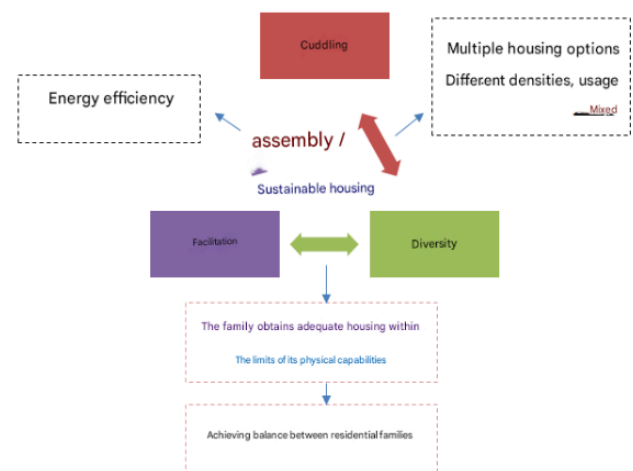 Cuddling
Multiple housing options
Different densities, usage
Mixed
Energy efficiency
assembly /
Sustainable housing
Facilitation
Diversity
The family obtains adequate housing within
The limits of its physical capabilities
Achieving balance between residential families